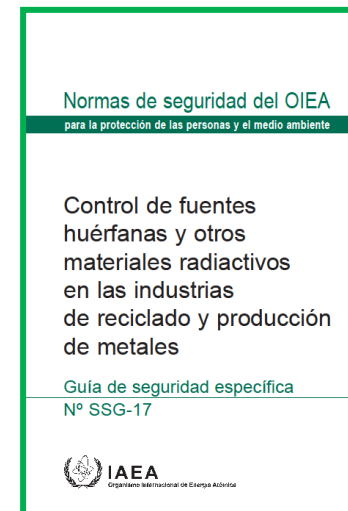 Normas de seguridad del OIEA
para la protección de las personas y el medio ambiente
Control de fuentes
huérfanas y otros
materiales radiactivos
en las industrias
de reciclado y producción
de metales
Guía de seguridad específica
Nº SSG-17
IAEA
Organismo Internacional de Energía Atómica